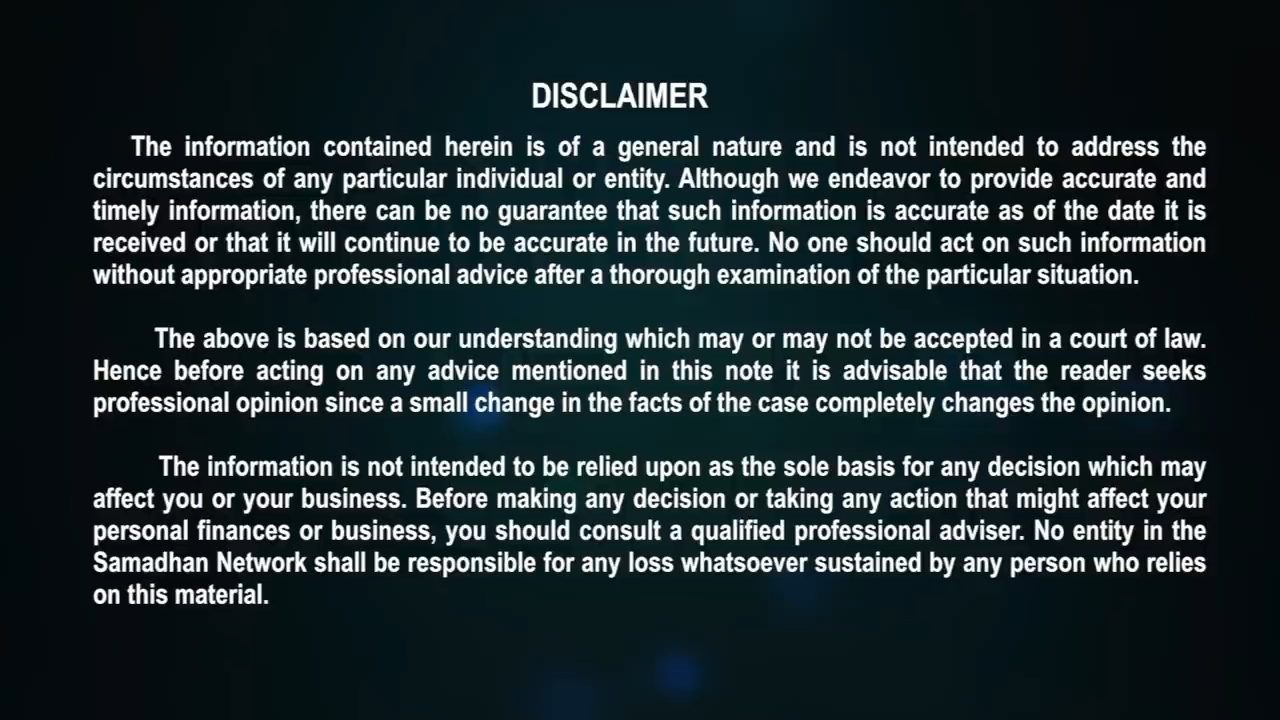 DISCLAIMER
The information contained herein is of a general nature and is not intended to address the
circumstances of any particular individual or entity. Although we endeavor to provide accurate and
timely information, there can be no guarantee that such information is accurate as of the date it is
received or that it will continue to be accurate in the future. No one should act on such information
without appropriate professional advice after a thorough examination of the particular situation.
The above is based on our understanding which may or may not be accepted in a court of law.
Hence before acting on any advice mentioned in this note it is advisable that the reader seeks
professional opinion since a small change in the facts of the case completely changes the opinion.
The information is not intended to be relied upon as the sole basis for any decision which may
affect you or your business. Before making any decision or taking any action that might affect your
personal finances or business, you should consult a qualified professional adviser. No entity in the
Samadhan Network shall be responsible for any loss whatsoever sustained by any person who relies
on this material.